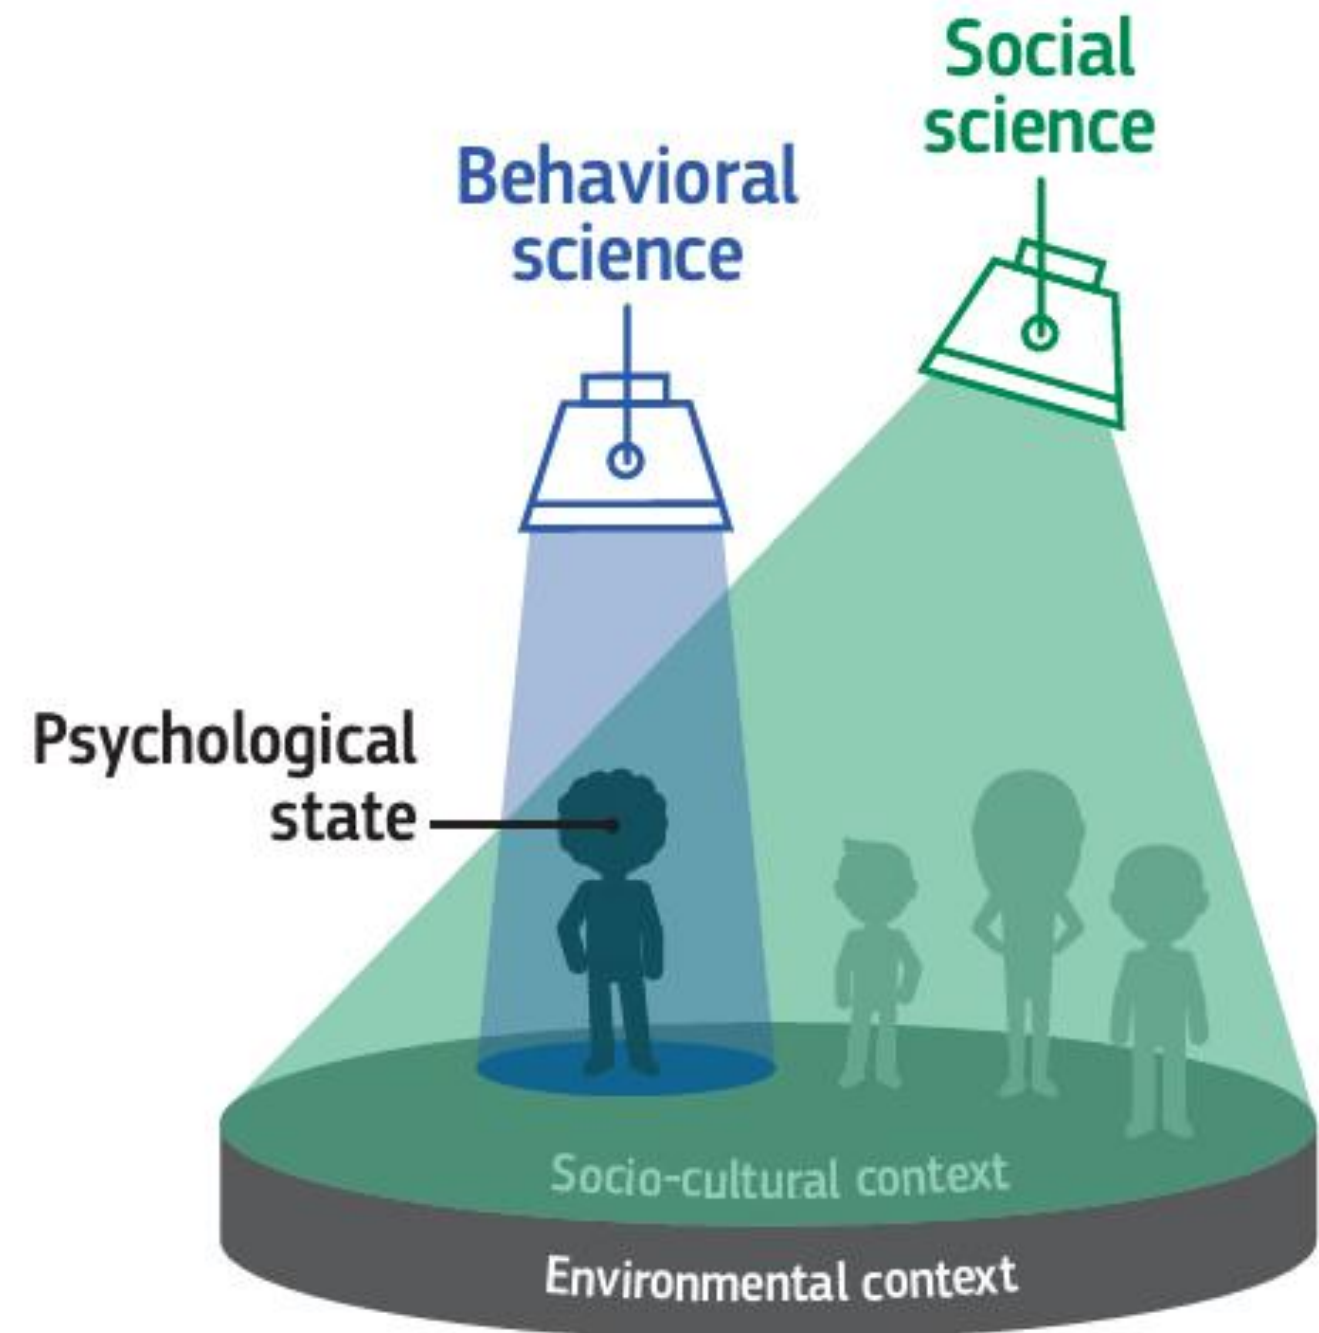 Social
science
Behavioral
science
Psychological
state
Socio-cultural context
Environmental context